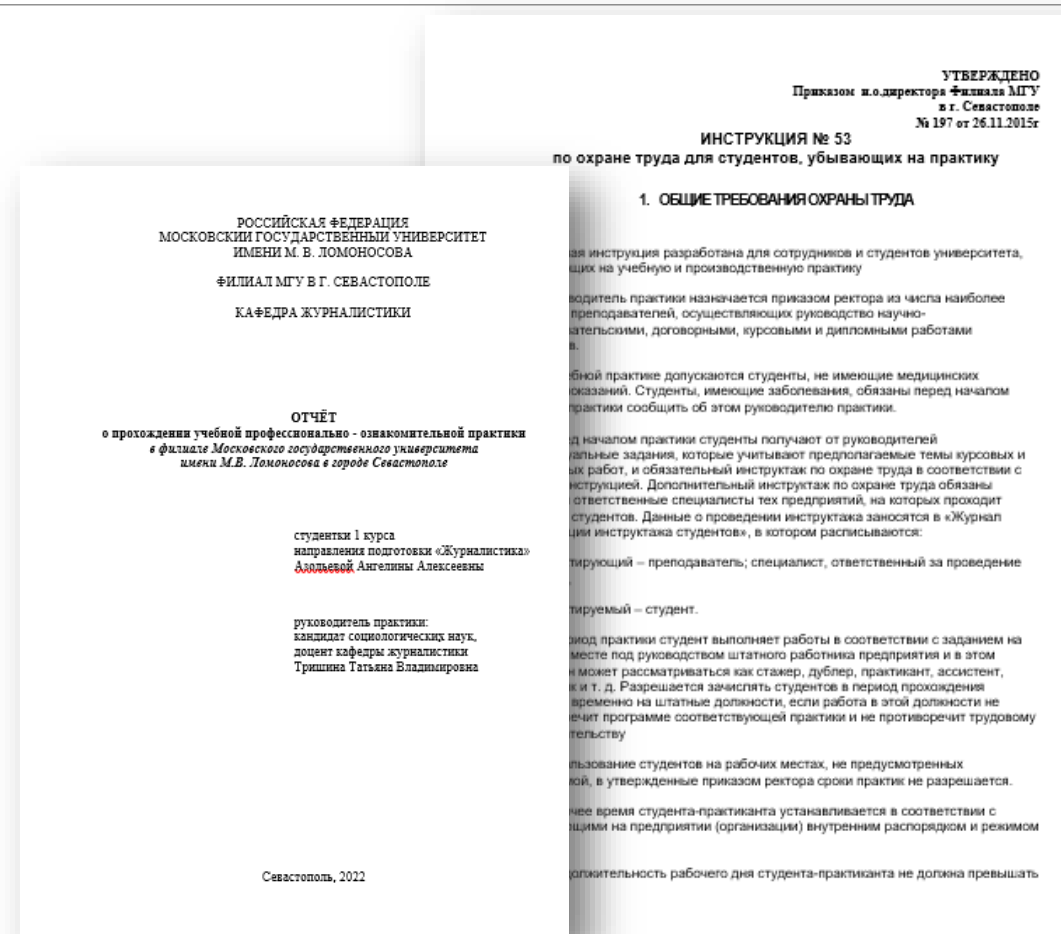 РОССИЙСКАЯ ФЕДЕРАЦИЯ
МОСКОВСКИЙ ГОСУДАРСТВЕННЫЙ УНИВЕРСИТЕТ
ИМЕНИ М. В. ЛОМОНОСОВА
ФИЛИАЛ МГУ В Г. СЕВАСТОПОЛЕ
КАФЕДРА ЖУРНАЛИСТИКИ
ОТЧЁТ
о прохождении учебной профессионально - ознакомительной практики
в филиале Московского государственного университета
имени М.В. Ломоносова в городе Севастополе
студентки 1 курса
направления подготовки «Журналистика»
Азольевой Ангелины Алексеевны
руководитель практики:
кандидат социологических наук,
доцент кафедры журналистики
Тришина Татьяна Владимировна
Севастополь, 2022
УТВЕРЖДЕНО
Приказом и.о.директора Филиала МГУ
в г. Севастополе
№ 197 от 26.11.2015г
ИНСТРУКЦИЯ № 53
по охране труда для студентов, убывающих на практику
1. ОБЩИЕ ТРЕБОВАНИЯ ОХРАНЫ ТРУДА
инструкция разработана для сотрудников и студентов университета,
на учебную и производственную практику
практики назначается приказом ректора из числа наиболее
преподавателей, осуществляющих руководство научно-
договорными, курсовыми и дипломными работами
практике допускаются студенты, не имеющие медицинских
Студенты, имеющие заболевания, обязаны перед началом
практики сообщить об этом руководителю практики.
началом практики студенты получают от руководителей
задания, которые учитывают предполагаемые темы курсовых и
работ, и обязательный инструктаж по охране труда в соответствии с
Дополнительный инструктаж по охране труда обязаны
ответственные специалисты тех предприятий, на которых проходит
студентов. Данные о проведении инструктажа заносятся в «Журнал
инструктажа студентов», в котором расписываются:
– преподаватель; специалист, ответственный за проведение
– студент.
практики студент выполняет работы в соответствии с заданием на
месте под руководством штатного работника предприятия и в этом
может рассматриваться как стажер, дублер, практикант, ассистент,
и т. д. Разрешается зачислять студентов в период прохождения
временно на штатные должности, если работа в этой должности не
программе соответствующей практики и не противоречит трудовому
студентов на рабочих местах, не предусмотренных
в утвержденные приказом ректора сроки практик не разрешается.
время студента-практиканта устанавливается в соответствии с
на предприятии (организации) внутренним распорядком и режимом
рабочего дня студента-практиканта не должна превышать